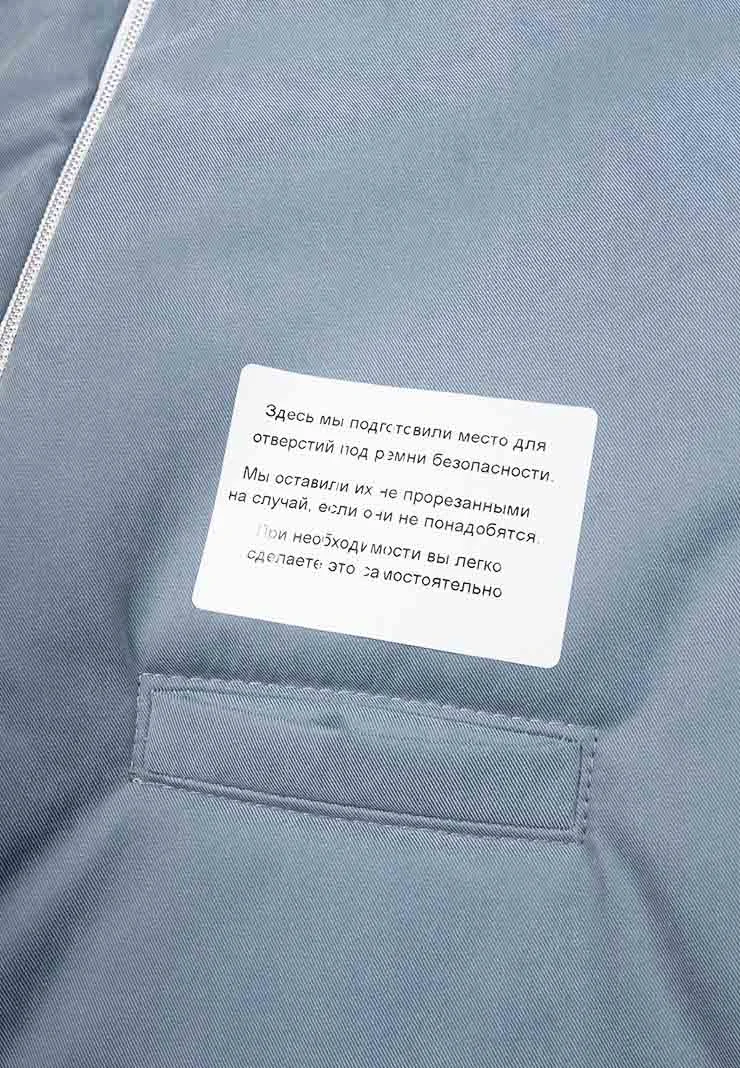 Здесь мы подготовили место для
отверстий под ремни безопасности.
Мы оставили их не прорезанными
на случай, если они не понадобятся.
При необходимости вы легко
сделаете это самостоятельно